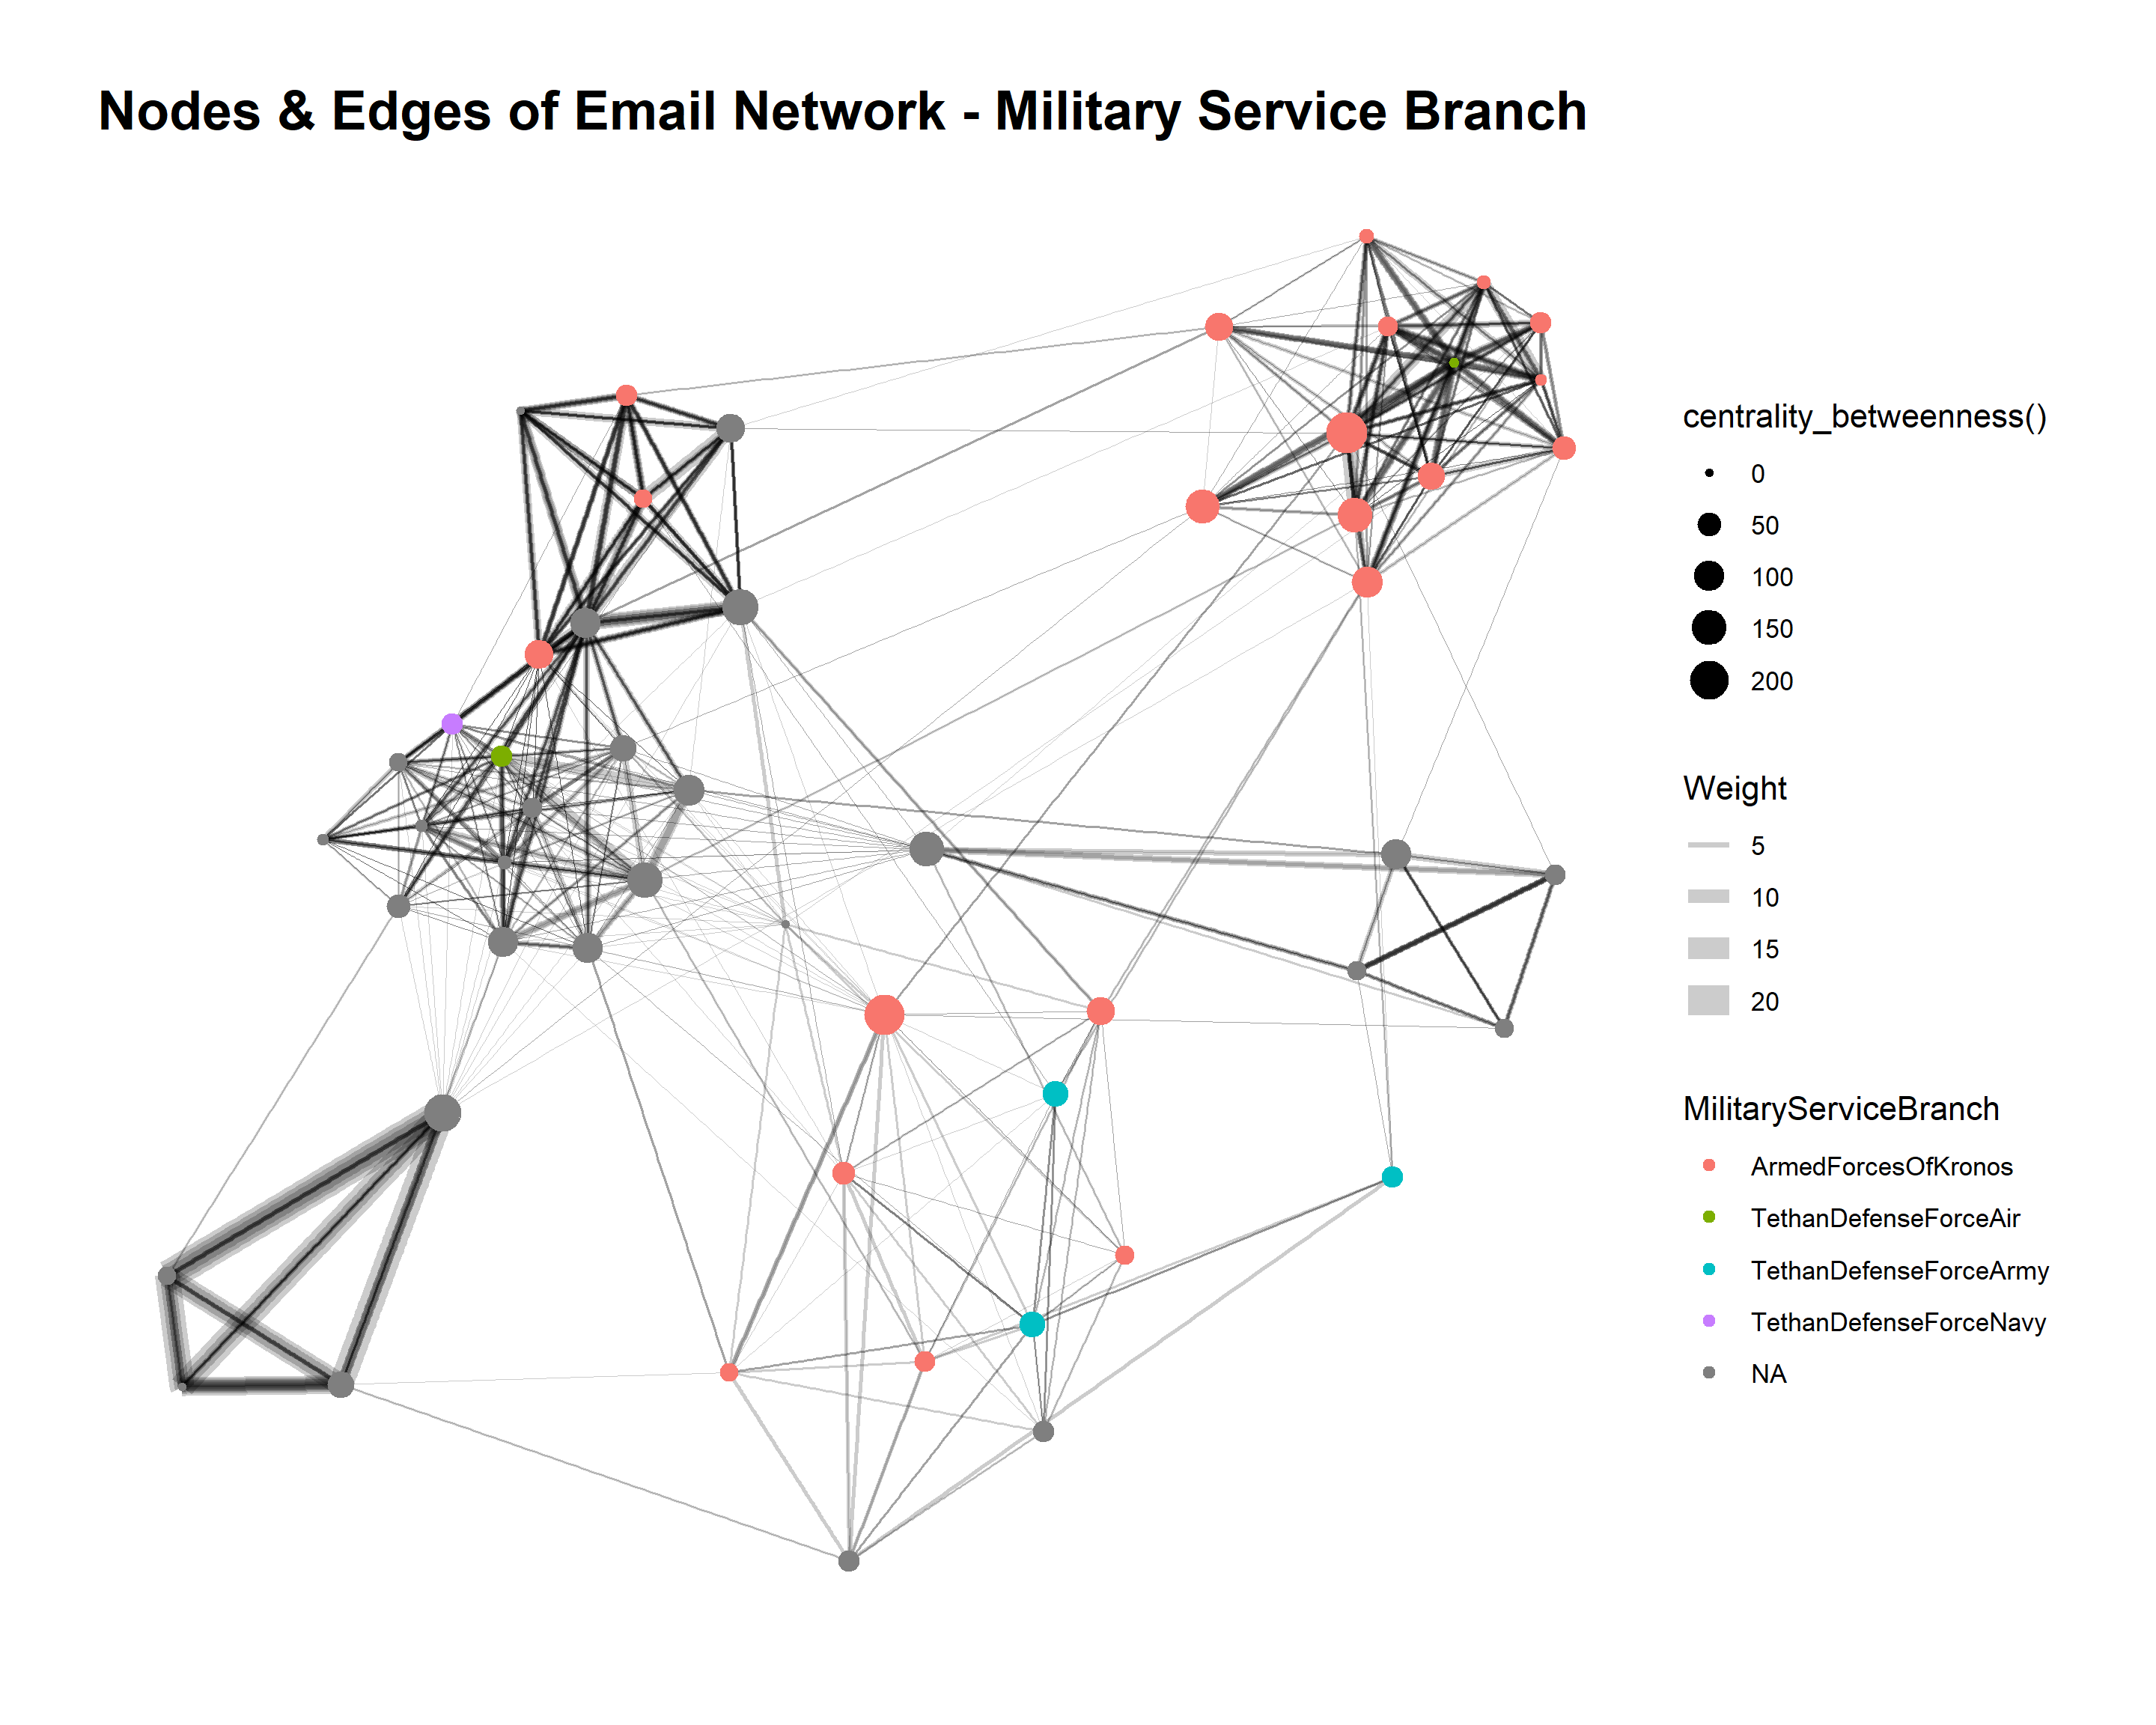 Nodes & Edges of Email Network - Military Service Branch
centrality_betweenness()
0
50
100
150
200
Weight
5
10
15
20
MilitaryServiceBranch
ArmedForcesOfKronos
TethanDefenseForceAir
TethanDefenseForceArmy
TethanDefenseForceNavy
NA